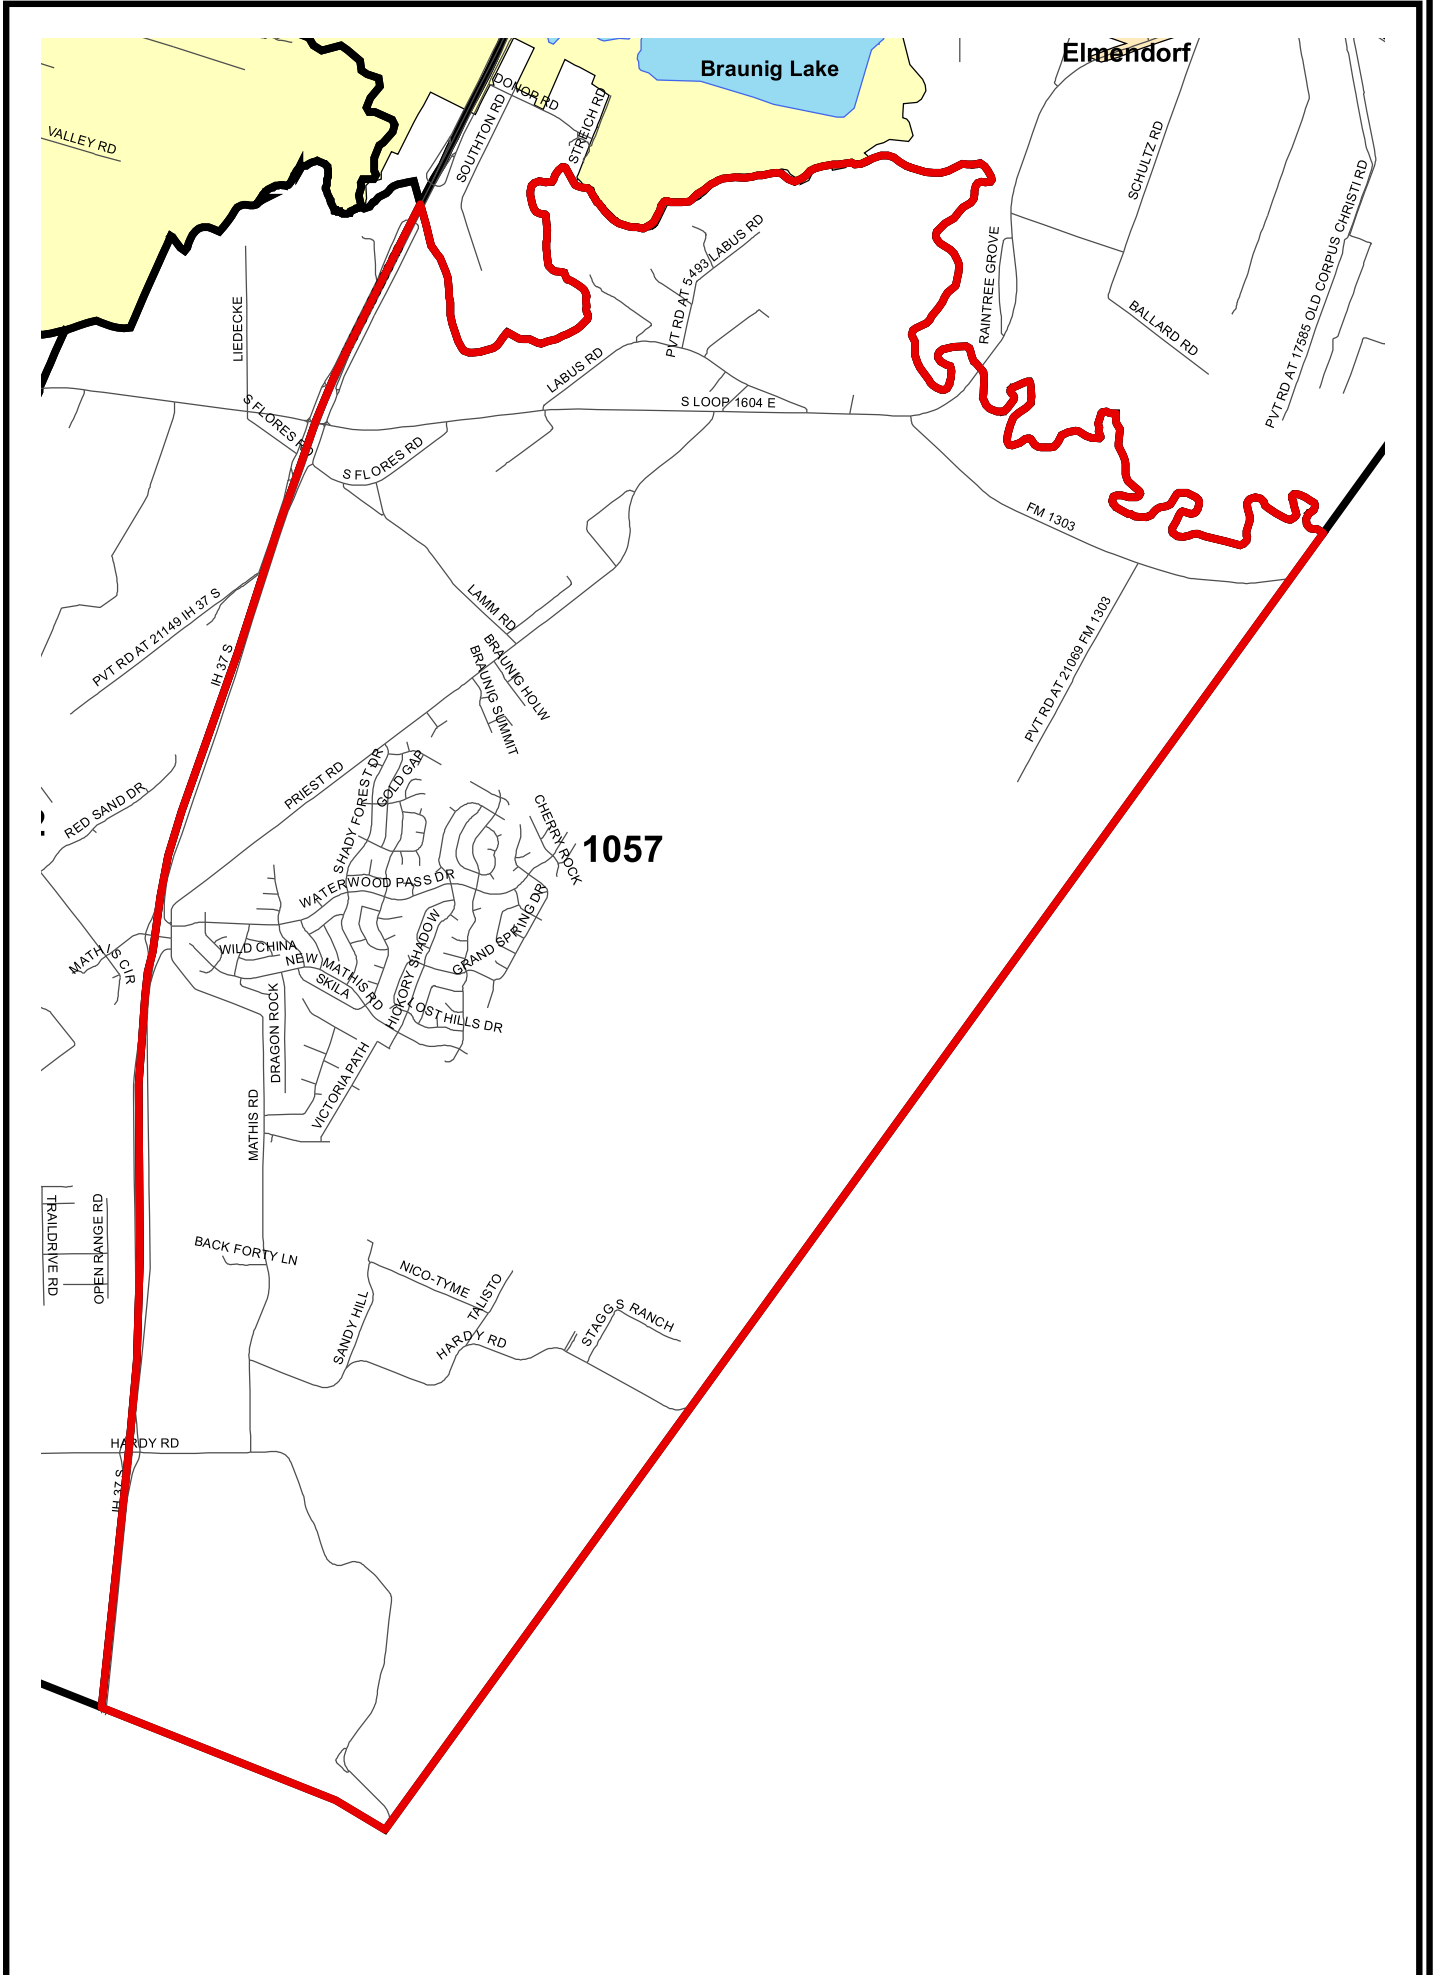 Elmendorf
Braunig Lake
DONOR RD
SOUTHTON RD
STREICH RD
VALLEY RD
SCHULTZ RD
PVT RD AT 17585 OLD CORPUS CHRISTI RD
PVT RD AT 5493 LABUS RD
RAINTREE GROVE
LIEDECKE
BALLARD RD
LABUS RD
S LOOP 1604 E
S FLORES RD
S FLORES RD
FM 1303
LAMM RD
PVT RD AT 21149 IH 37 S
IH 37 S
BRAUNIG HOLW
BRAUNIG SUMMIT
PVT RD AT 21069 FM 1303
PRIEST RD
SHADY FOREST DR
GOLD GAP
RED SAND DR
CHERRY ROCK
1057
WATERWOOD PASS DR
GRAND SPRING DR
HICKORY SHADOW
WILD CHINA
NEW MATHIS RD
SKILA
MATHIS CIR
LOST HILLS DR
DRAGON ROCK
VICTORIA PATH
MATHIS RD
TRAILDRIVE RD
OPEN RANGE RD
BACK FORTY LN
NICO-TYME
TALISTO
SANDY HILL
HARDY RD
STAGGS RANCH
HARDY RD
IH 37 S